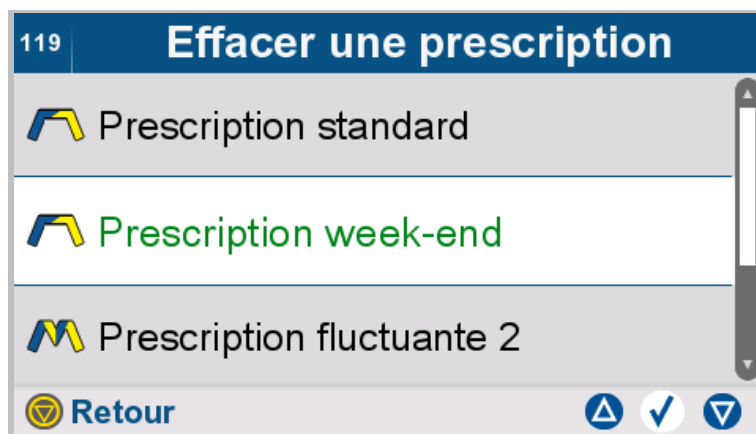 119
Effacer une prescription
Prescription standard
Prescription week-end
Prescription fluctuante 2
Retour